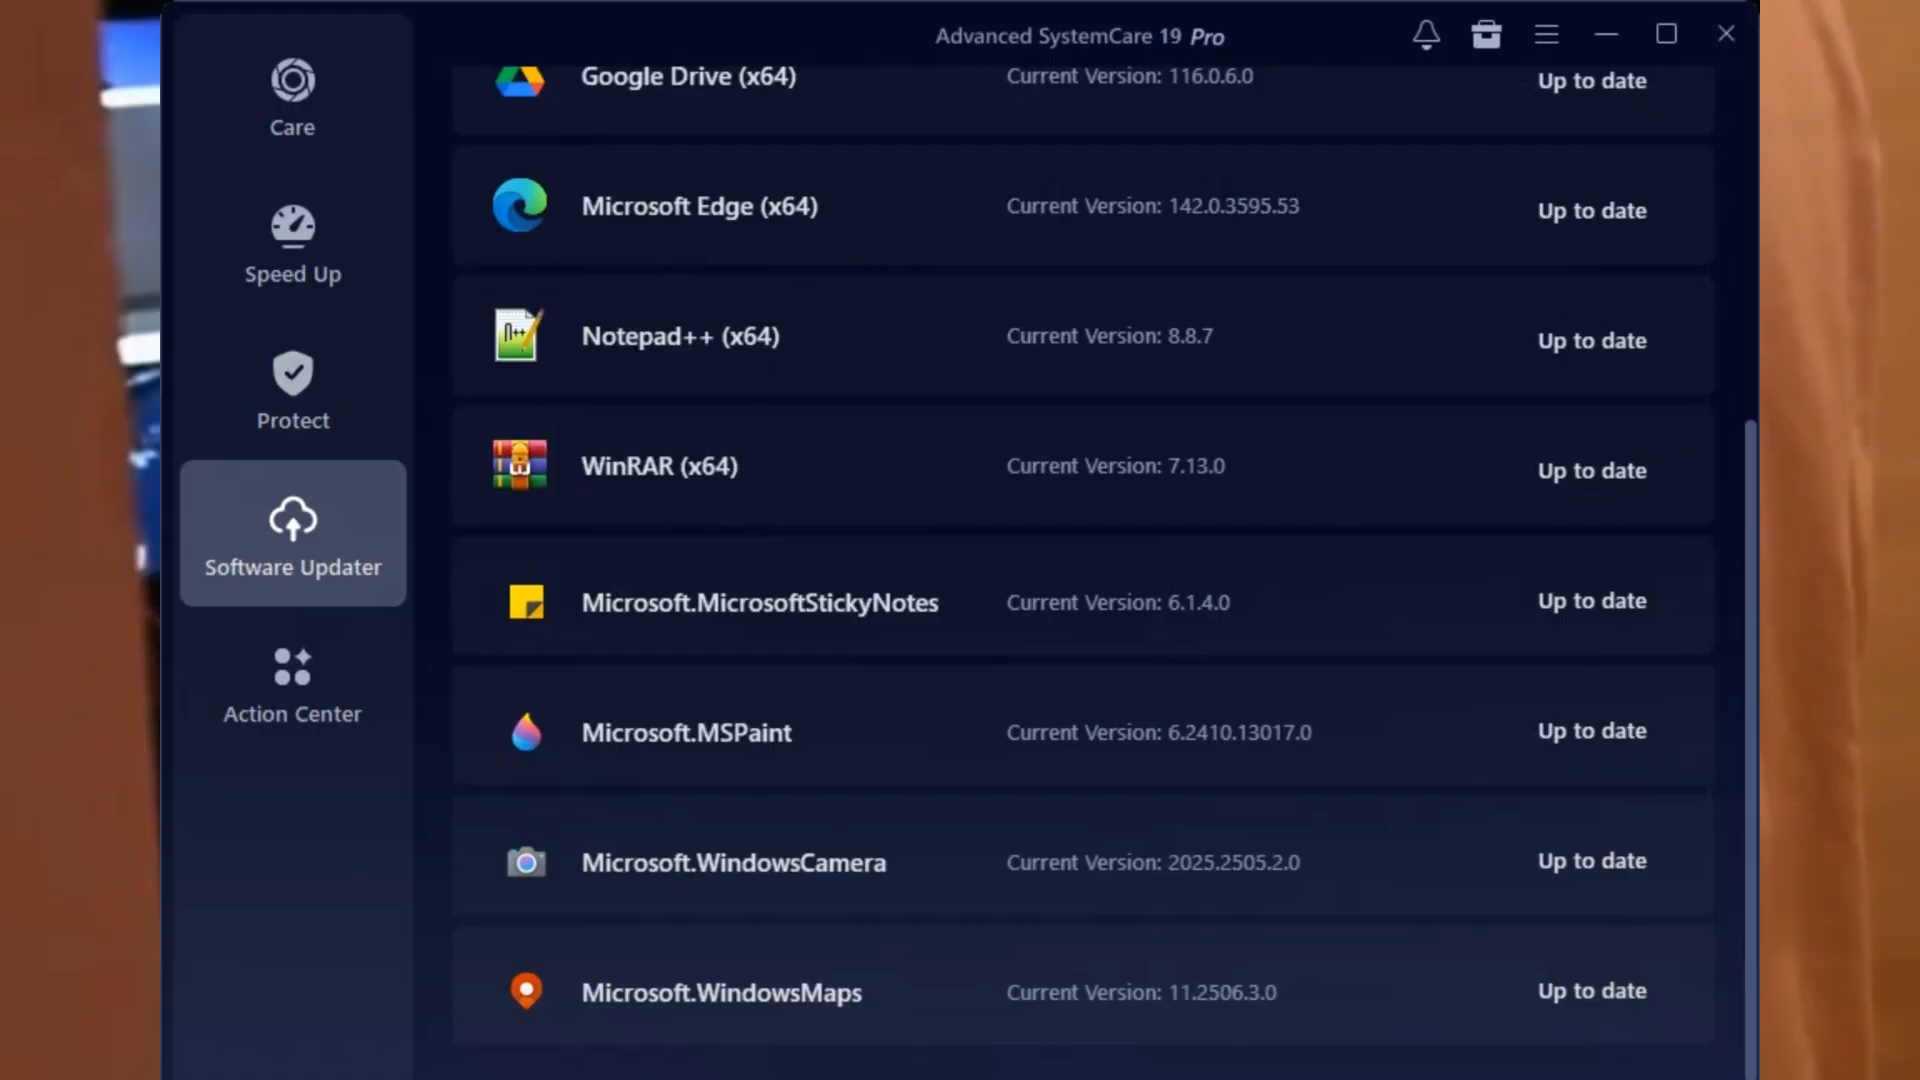 Advanced SystemCare 19 Pro
Care
Speed Up
Protect
Software Updater
Action Center
Google Drive (x64) Current Version: 116.0.6.0 Up to date
Microsoft Edge (x64) Current Version: 142.0.3595.53 Up to date
Notepad++ (x64) Current Version: 8.8.7 Up to date
WinRAR (x64) Current Version: 7.13.0 Up to date
Microsoft.MicrosoftStickyNotes Current Version: 6.1.4.0 Up to date
Microsoft.MSPaint Current Version: 6.2410.13017.0 Up to date
Microsoft.WindowsCamera Current Version: 2025.2505.2.0 Up to date
Microsoft.WindowsMaps Current Version: 11.2506.3.0 Up to date